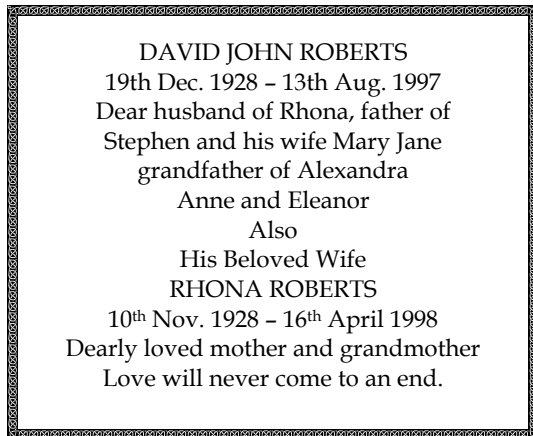 DAVID JOHN ROBERTS
19th Dec. 1928 – 13th Aug. 1997
Dear husband of Rhona, father of
Stephen and his wife Mary Jane
grandfather of Alexandra
Anne and Eleanor
Also
His Beloved Wife
RHONA ROBERTS
10th Nov. 1928 – 16th April 1998
Dearly loved mother and grandmother
Love will never come to an end.